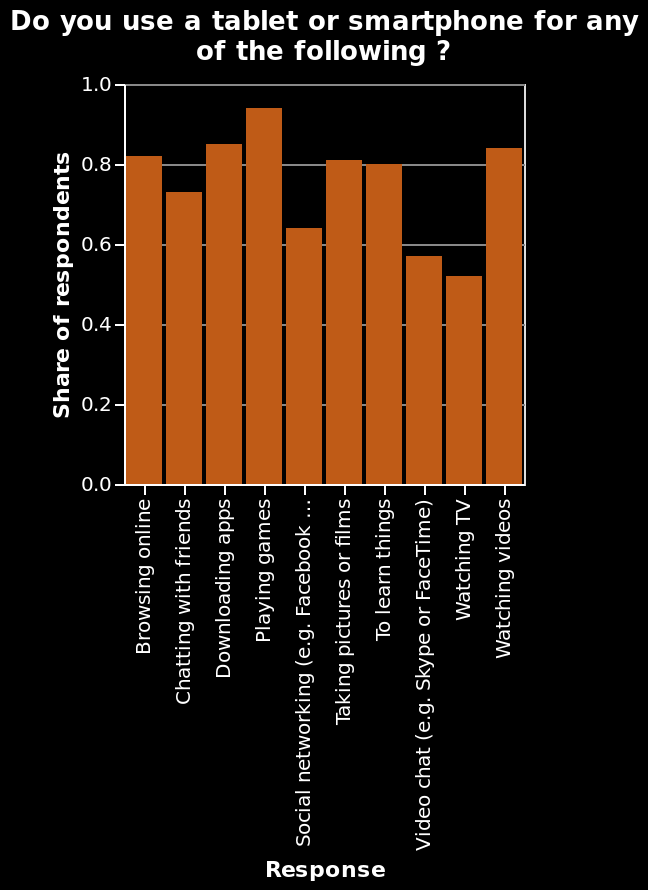 Do you use a tablet or smartphone for any
of the following ?
Share of respondents
1.0
0.8
0.6
0.4
0.2
0.0
Browsing online
Chatting with friends
Downloading apps
Playing games
Social networking (e.g. Facebook ...
Taking pictures or films
To learn things
Video chat (e.g. Skype or FaceTime)
Watching TV
Watching videos
Response